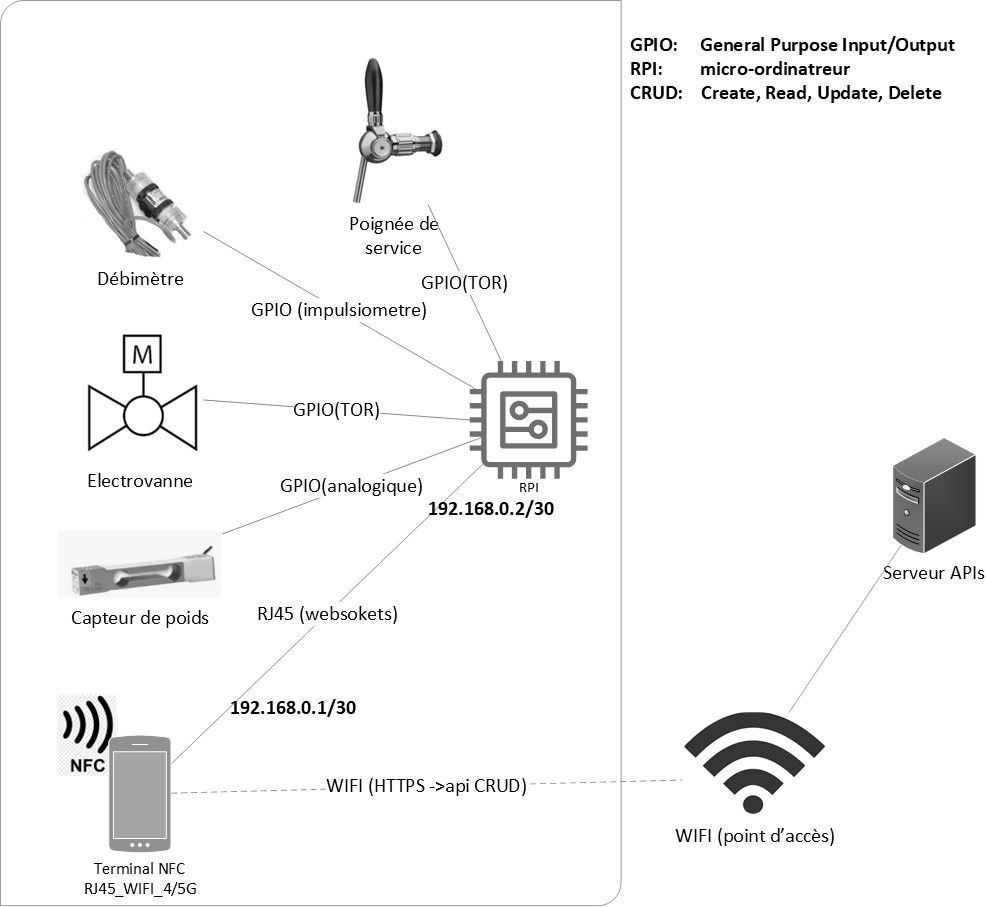 GPIO: General Purpose Input/Output
RPI: micro-ordinatreur
CRUD: Create, Read, Update, Delete
Poignée de
service
Débimètre
GPIO(TOR)
GPIO (impulsiometre)
M
GPIO(TOR)
Electrovanne
GPIO(analogique)
RPI
192.168.0.2/30
Serveur APIs
Capteur de poids
RJ45 (websokets)
192.168.0.1/30
NFC
WIFI (HTTPS ->api CRUD)
WIFI (point d’accès)
Terminal NFC
RJ45_WIFI_4/5G